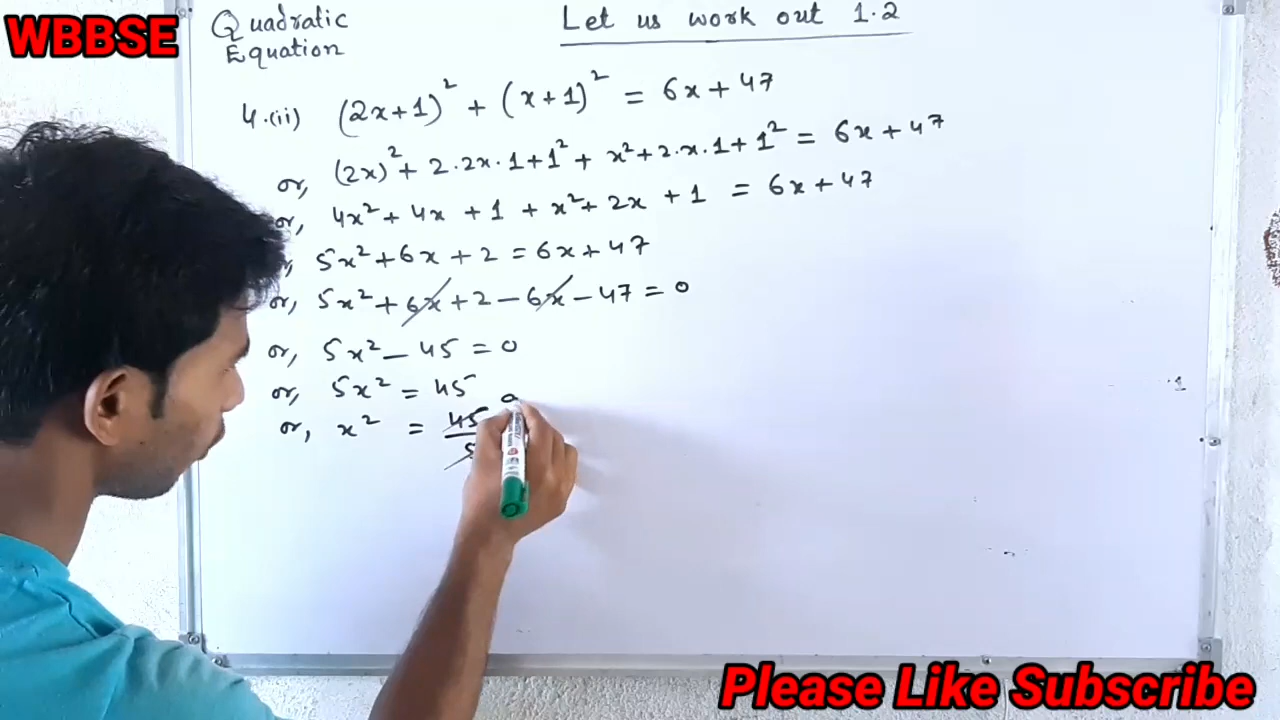 WBBSE
Quadratic
Equation
Let us work out 1.2
4.(ii) (2x+1)² + (x+1)² = 6x+47
or, (2x)² + 2·2x·1+1² + x²+2·x·1+1² = 6x+47
or, 4x²+4x+1+x²+2x+1 = 6x+47
, 5x²+6x+2=6x+47
or, 5x²+6x+2-6x-47=0
or, 5x²-45=0
or, 5x²=45
or, x² = 45/5 9
Please Like Subscribe